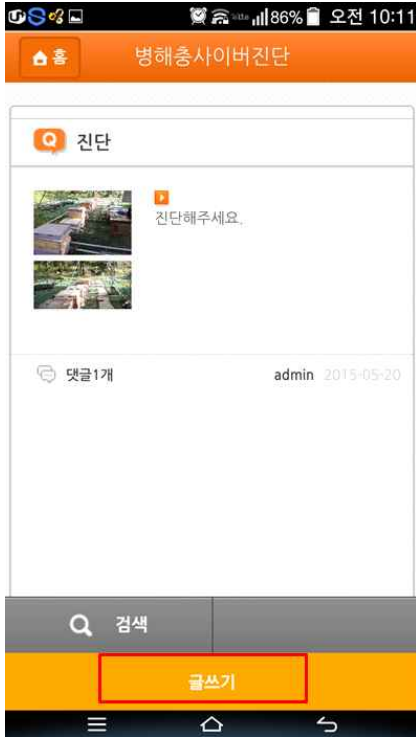 86% 오전 10:11
홈 병해충사이버진단
Q 진단
진단해주세요.
댓글1개 admin 2015-05-20
검색
글쓰기